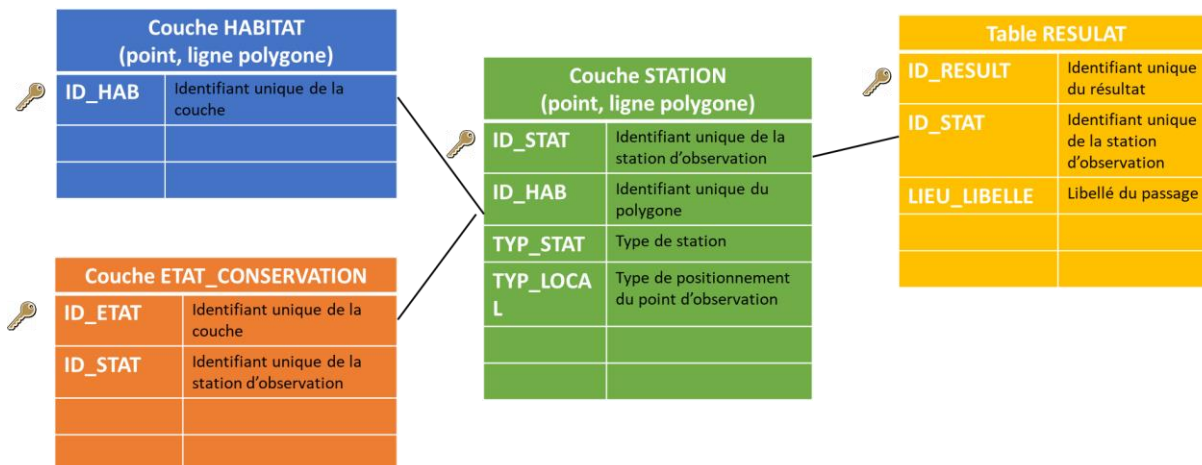 Couche HABITAT
(point, ligne polygone)
ID_HAB
Identifiant unique de la
couche
Couche ETAT_CONSERVATION
ID_ETAT
Identifiant unique de la
couche
ID_STAT
Identifiant unique de la
station d'observation
Couche STATION
(point, ligne polygone)
ID_STAT
Identifiant unique de la
station d'observation
ID_HAB
Identifiant unique du
polygone
TYP_STAT
Type de station
TYP_LOCA
L
Type de positionnement
du point d'observation
Table RESULAT
ID_RESULT
Identifiant unique
du résultat
ID_STAT
Identifiant unique
de la station
d'observation
LIEU_LIBELLE
Libellé du passage